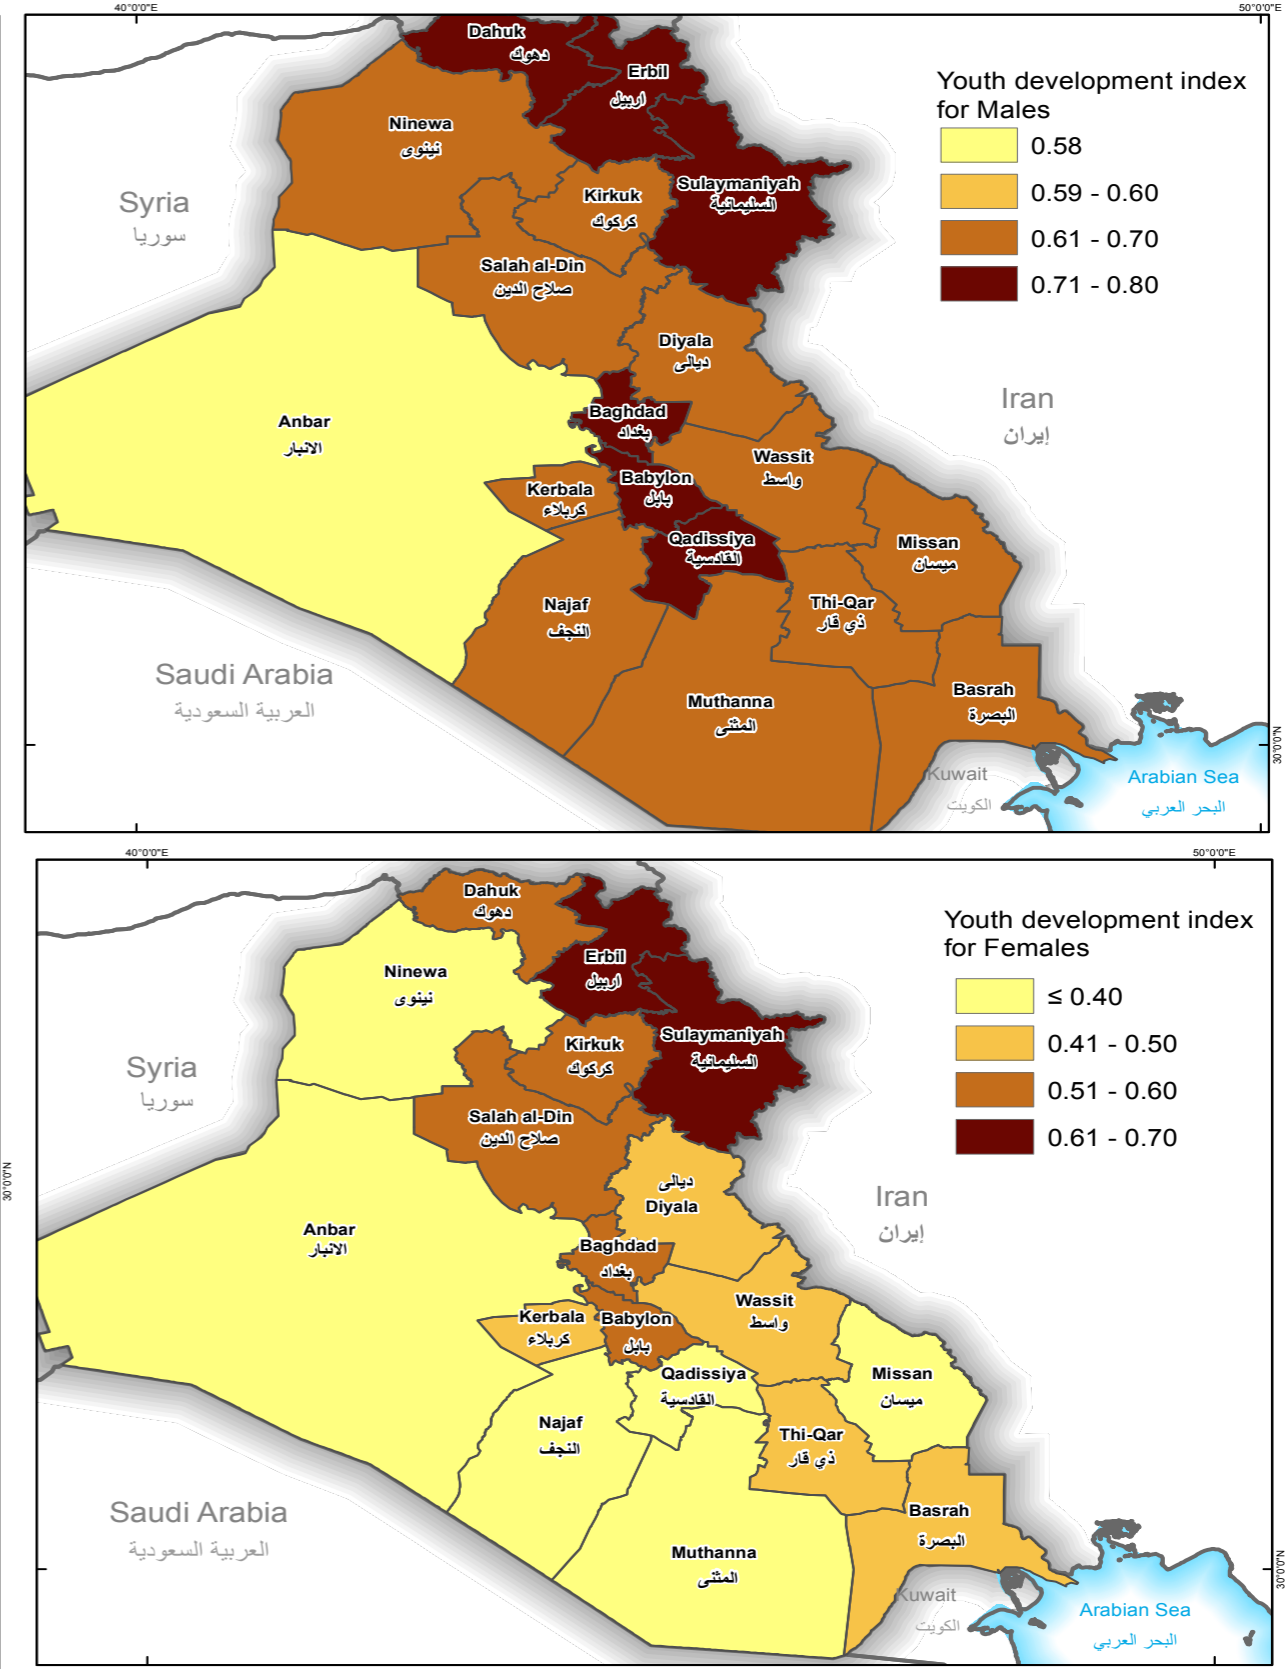 40°0'0"E
50°0'0"E
Dahuk
دهوك
Erbil
اربيل
Youth development index
for Males
0.58
0.59 - 0.60
0.61 - 0.70
0.71 - 0.80
Ninewa
نينوى
Syria
سوريا
Kirkuk
كركوك
Sulaymaniyah
السليمانية
Salah al-Din
صلاح الدين
Diyala
ديالى
Iran
إيران
Anbar
الانبار
Baghdad
بغداد
Wassit
واسط
Kerbala
كربلاء
Babylon
بابل
Qadissiya
القادسية
Missan
ميسان
Najaf
النجف
Thi-Qar
ذي قار
Saudi Arabia
العربية السعودية
Muthanna
المثنى
Basrah
البصرة
30°0'0"N
Kuwait
الكويت
Arabian Sea
البحر العربي
40°0'0"E
50°0'0"E
Dahuk
دهوك
Youth development index
for Females
≤ 0.40
0.41 - 0.50
0.51 - 0.60
0.61 - 0.70
Erbil
اربيل
Ninewa
نينوى
Syria
سوريا
Kirkuk
كركوك
Sulaymaniyah
السليمانية
Salah al-Din
صلاح الدين
30°0'0"N
ديالى
Diyala
Iran
إيران
Anbar
الانبار
Baghdad
بغداد
Wassit
واسط
Kerbala
كربلاء
Babylon
بابل
Qadissiya
القادسية
Missan
ميسان
Najaf
النجف
Thi-Qar
ذي قار
Saudi Arabia
العربية السعودية
Basrah
البصرة
Muthanna
المثنى
30°0'0"N
Kuwait
الكويت
Arabian Sea
البحر العربي